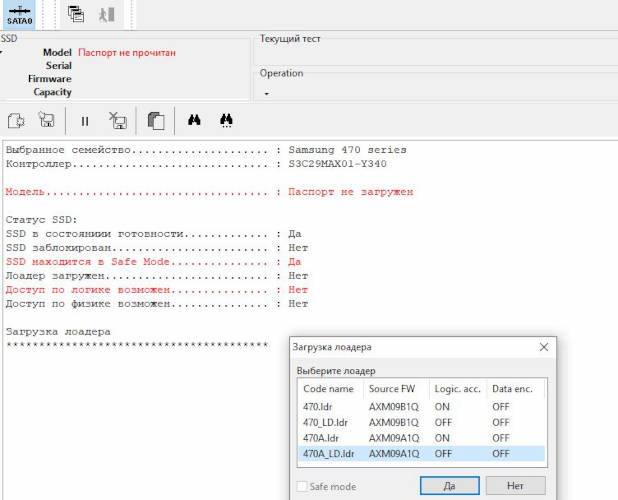 SATA0
SSD
Model Паспорт не прочитан
Serial
Firmware
Capacity
Текущий тест
Operation
Выбранное семейство..................... : Samsung 470 series
Контроллер.............................. : S3C29MAX01-Y340
Модель.................................. : Паспорт не загружен
Статус SSD:
SSD в состояниии готовности............. : Да
SSD заблокирован........................ : Нет
SSD находится в Safe Mode............... : Да
Лоадер загружен......................... : Нет
Доступ по логике возможен............... : Нет
Доступ по физике возможен............... : Нет
Загрузка лоадера
****************************************
Загрузка лоадера
Выберите лоадер
Code name Source FW Logic. acc. Data enc.
470.ldr AXM09B1Q ON OFF
470_LD.ldr AXM09B1Q OFF OFF
470A.ldr AXM09A1Q ON OFF
470A_LD.ldr AXM09A1Q OFF OFF
Safe mode
Да
Нет